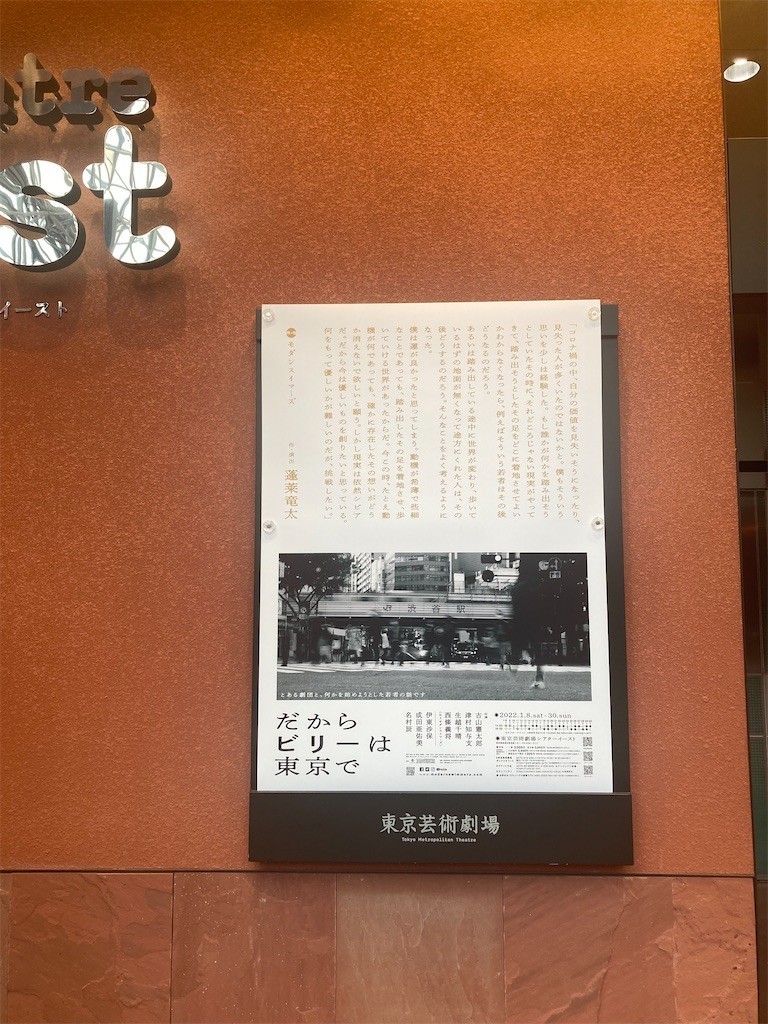 tre
st
イースト
「コロナ禍の中、自分の価値を見失いそうになったり、
見失った人が多くいたのではないかと。僕もそういう
思いを少しは経験した。もし誰かが何かを踏み出そう
としていたその時に、それどころじゃない現実がやって
きて、踏み出そうとしたその足をどこに着地させてよい
かわからなくなったら、例えばそういう若者はその後
どうなるのだろう。
あるいは踏み出している途中に世界が変わり、歩いて
いるはずの地面が無くなって途方にくれた人は、その
後どうするのだろう。そんなことをよく考えるように
なった。
僕は運が良かったと思ってしまう。動機が希薄で些細
なことであっても、踏み出したその足を着地させ、歩
いていける世界があったからだ。今この時、たとえ動
機が何であっても、確かに存在したその想いがどう
か消えないで欲しいと願う。しかし現実は依然シビア
だ。だから今は優しいものを創りたいと思っている。
何をもって優しいかが難しいのだが、挑戦したい。」
作・演出 蓬莱竜太
モダンスイマーズ
JR 渋谷駅
とある劇団と、何かを始めようとした若者の話です
だから
ビリーは
東京で
古山憲太郎
津村知与支
生越千晴
西條義将
伊東沙保
成田亜佑美
名村辰
2022.1.8.sat-30.sun
東京芸術劇場シアターイースト
www.modernswimmers.com
東京芸術劇場
Tokyo Metropolitan Theatre